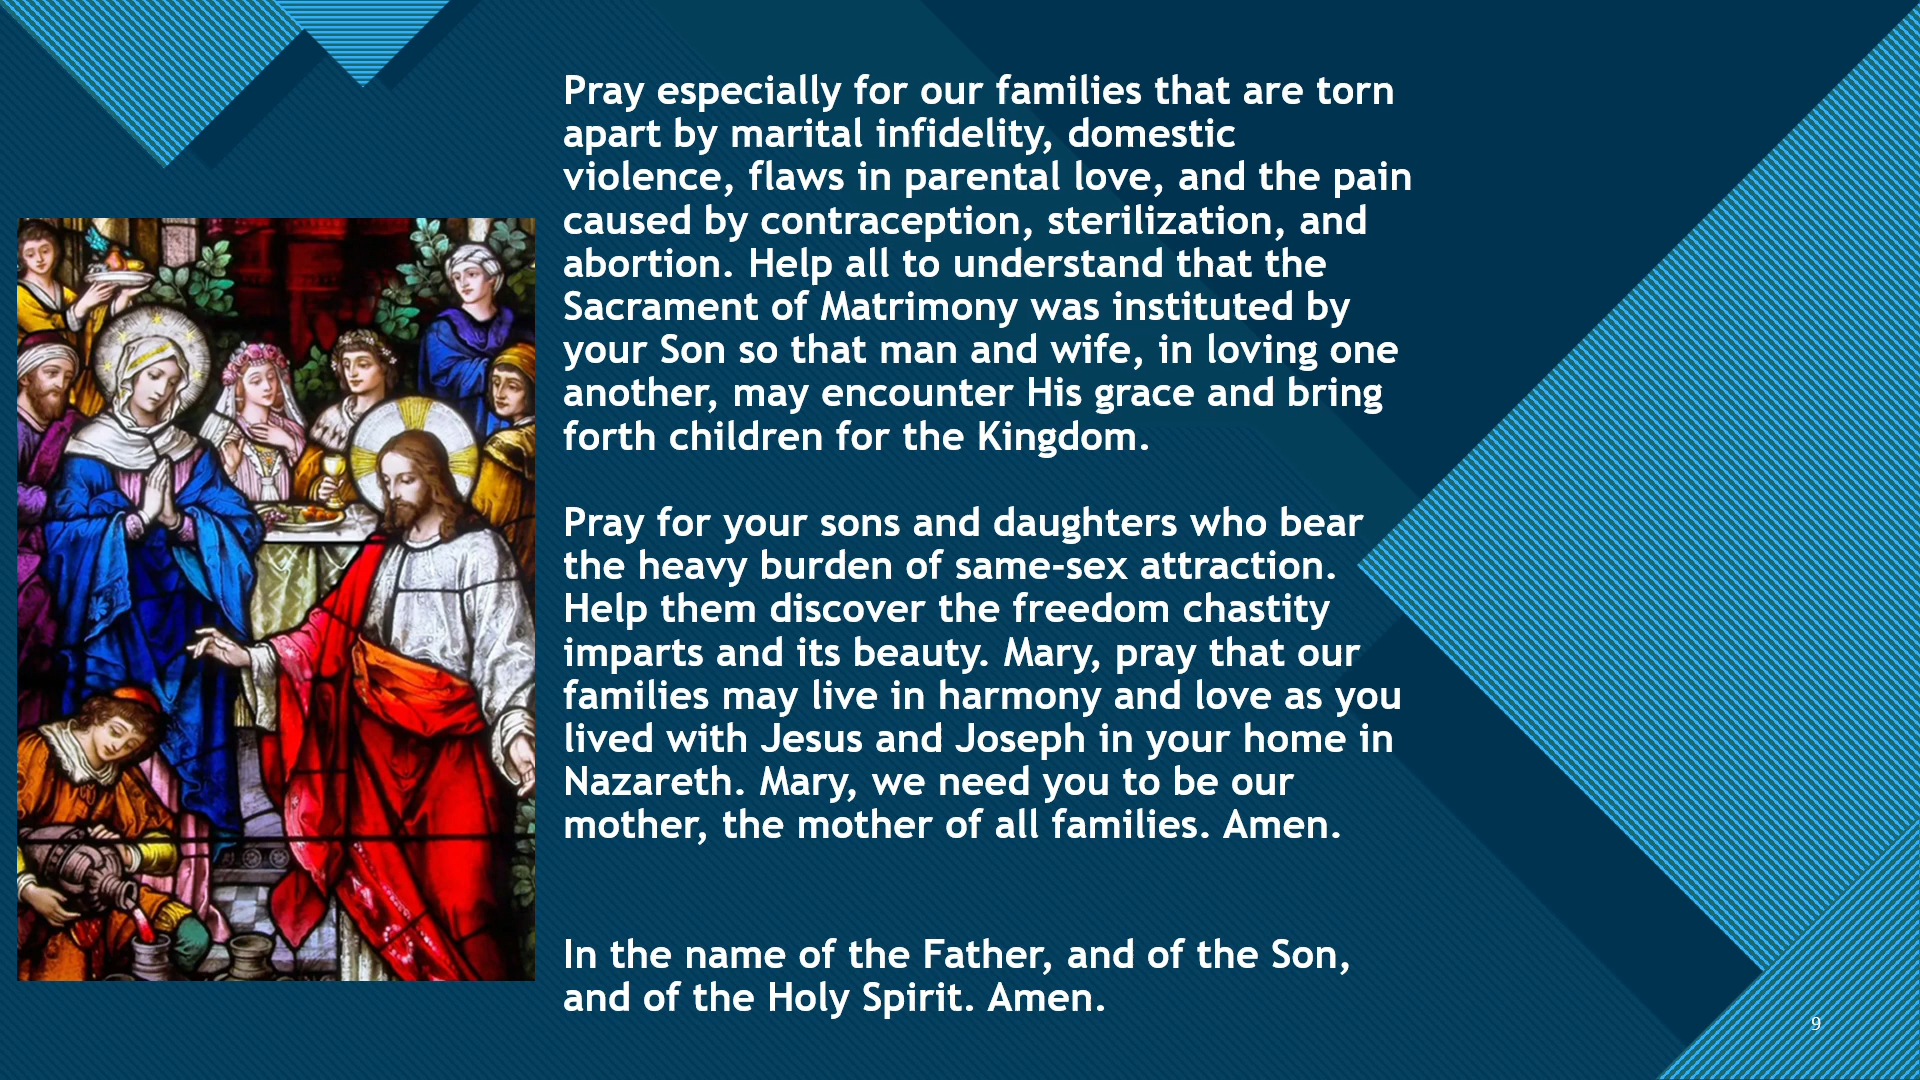 Pray especially for our families that are torn
apart by marital infidelity, domestic
violence, flaws in parental love, and the pain
caused by contraception, sterilization, and
abortion. Help all to understand that the
Sacrament of Matrimony was instituted by
your Son so that man and wife, in loving one
another, may encounter His grace and bring
forth children for the Kingdom.
Pray for your sons and daughters who bear
the heavy burden of same-sex attraction.
Help them discover the freedom chastity
imparts and its beauty. Mary, pray that our
families may live in harmony and love as you
lived with Jesus and Joseph in your home in
Nazareth. Mary, we need you to be our
mother, the mother of all families. Amen.
In the name of the Father, and of the Son,
and of the Holy Spirit. Amen.
9